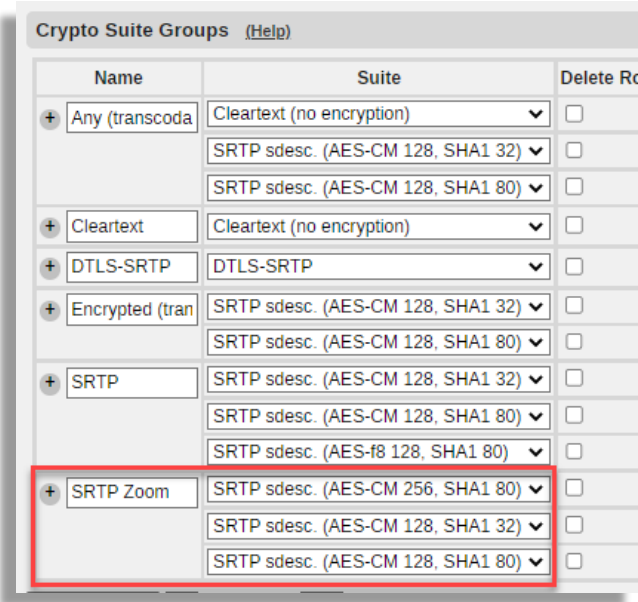 Crypto Suite Groups (Help)
Name Suite Delete Ro
Any (transcoda Cleartext (no encryption)
SRTP sdesc. (AES-CM 128, SHA1 32)
SRTP sdesc. (AES-CM 128, SHA1 80)
Cleartext Cleartext (no encryption)
DTLS-SRTP DTLS-SRTP
Encrypted (tran SRTP sdesc. (AES-CM 128, SHA1 32)
SRTP sdesc. (AES-CM 128, SHA1 80)
SRTP SRTP sdesc. (AES-CM 128, SHA1 32)
SRTP sdesc. (AES-CM 128, SHA1 80)
SRTP sdesc. (AES-f8 128, SHA1 80)
SRTP Zoom SRTP sdesc. (AES-CM 256, SHA1 80)
SRTP sdesc. (AES-CM 128, SHA1 32)
SRTP sdesc. (AES-CM 128, SHA1 80)